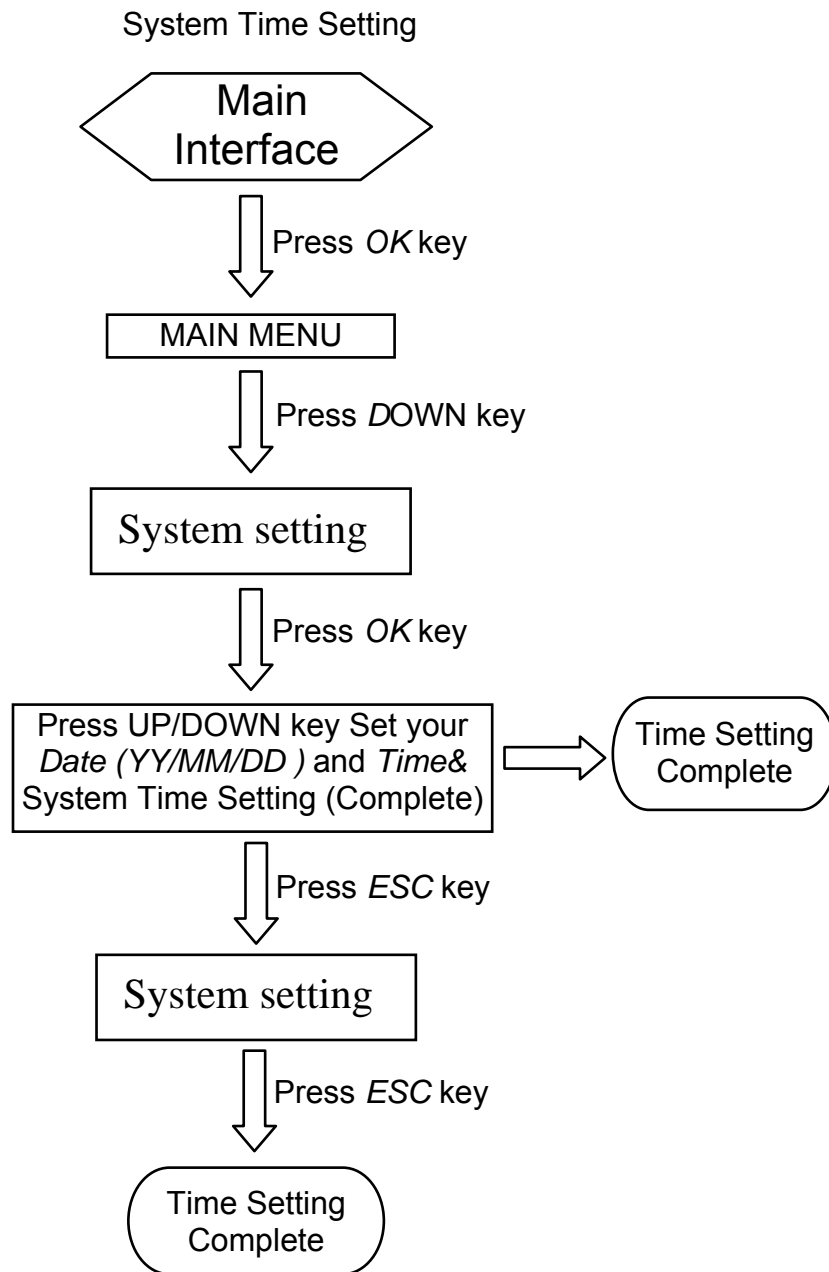 System Time Setting
Main
Interface
Press OK key
MAIN MENU
Press DOWN key
System setting
Press OK key
Press UP/DOWN key Set your
Date (YY/MM/DD ) and Time&
System Time Setting (Complete)
Time Setting
Complete
Press ESC key
System setting
Press ESC key
Time Setting
Complete